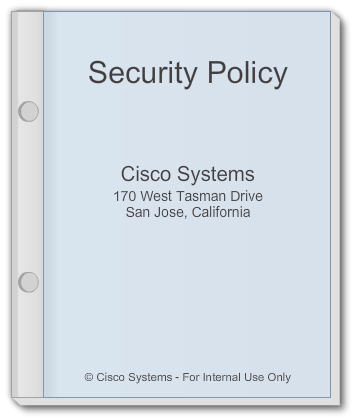 Security Policy
Cisco Systems
170 West Tasman Drive
San Jose, California
© Cisco Systems - For Internal Use Only